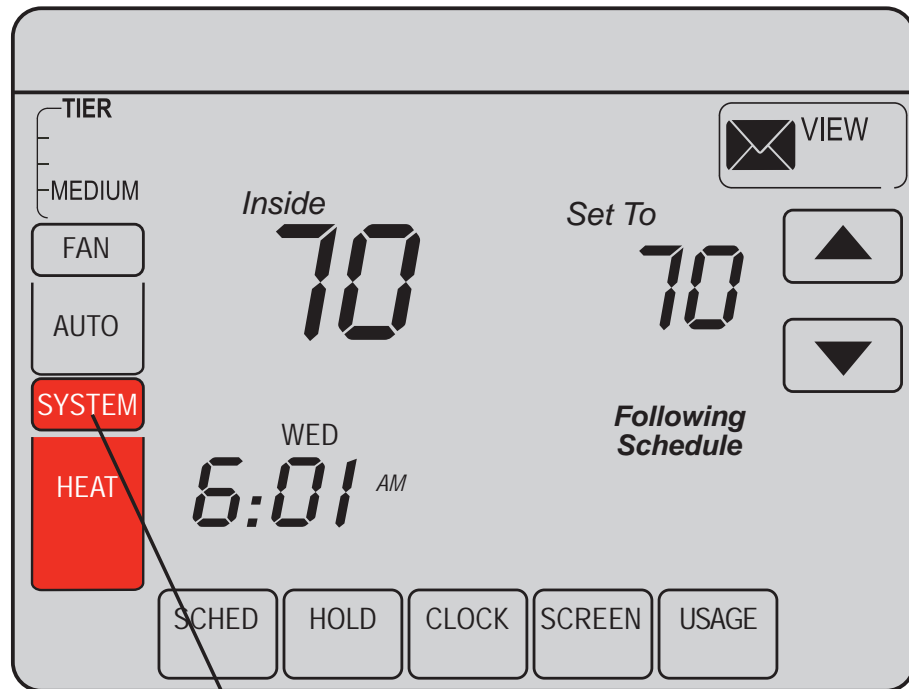 TIER
MEDIUM
VIEW
FAN
AUTO
SYSTEM
HEAT
Inside
70
Set To
70
Following
Schedule
WED
6:01 AM
SCHED
HOLD
CLOCK
SCREEN
USAGE